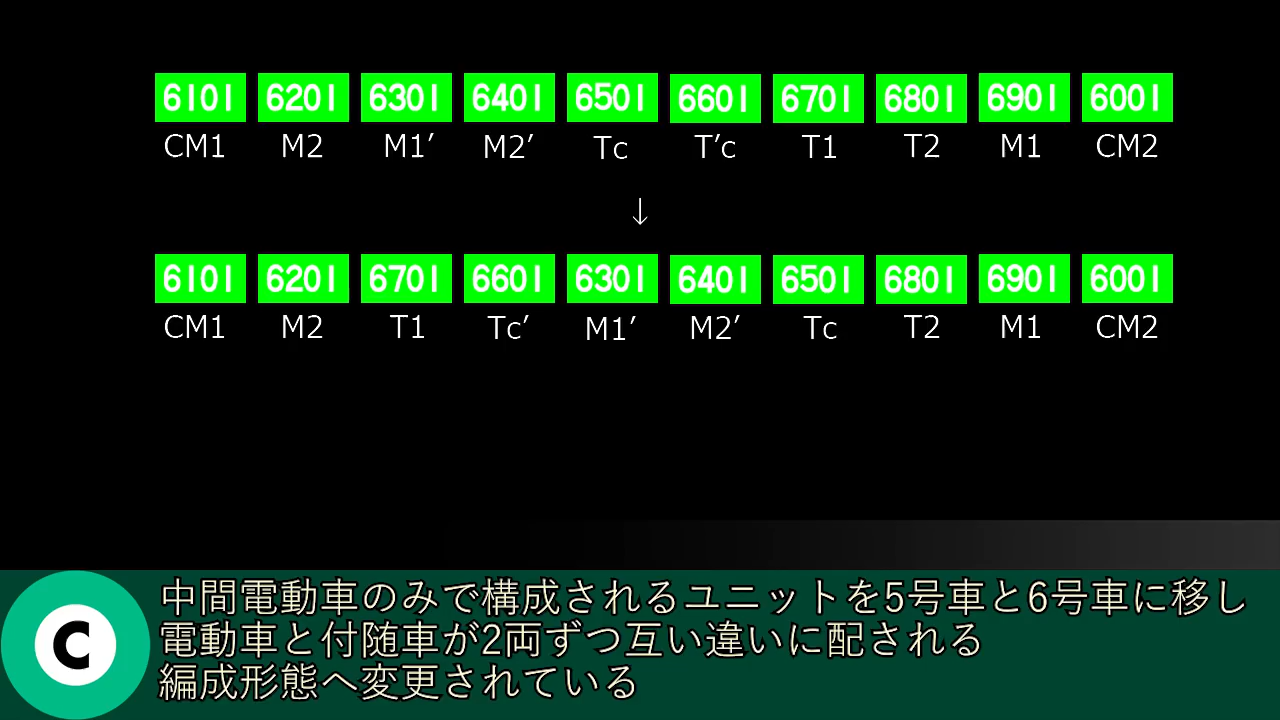 6101 6201 6301 6401 6501 6601 6701 6801 6901 6001
CM1 M2 M1′ M2′ Tc T′c T1 T2 M1 CM2
↓
6101 6201 6701 6601 6301 6401 6501 6801 6901 6001
CM1 M2 T1 Tc′ M1′ M2′ Tc T2 M1 CM2
C
中間電動車のみで構成されるユニットを5号車と6号車に移し
電動車と付随車が2両ずつ互い違いに配される
編成形態へ変更されている